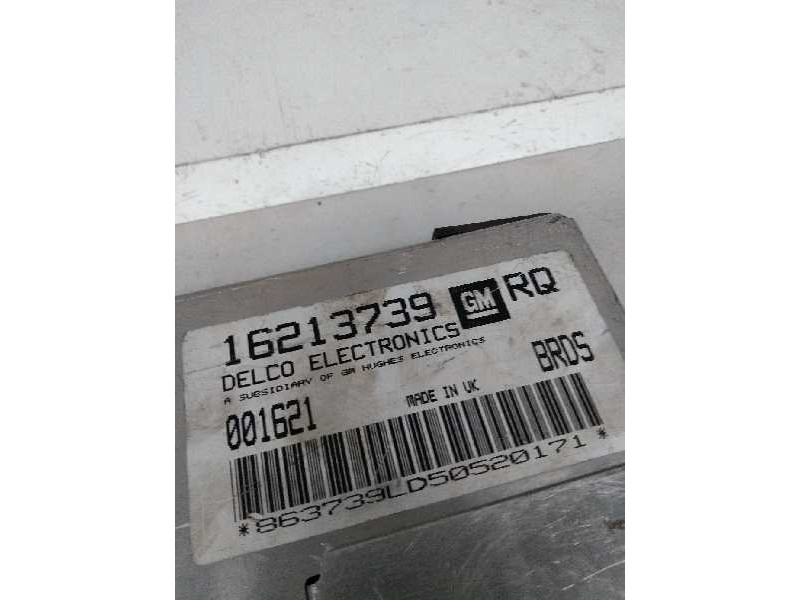 16213739 GM RQ
DELCO ELECTRONICS
A SUBSIDIARY OF GM HUGHES ELECTRONICS
001621 MADE IN UK BRDS
*863739LD50520171*